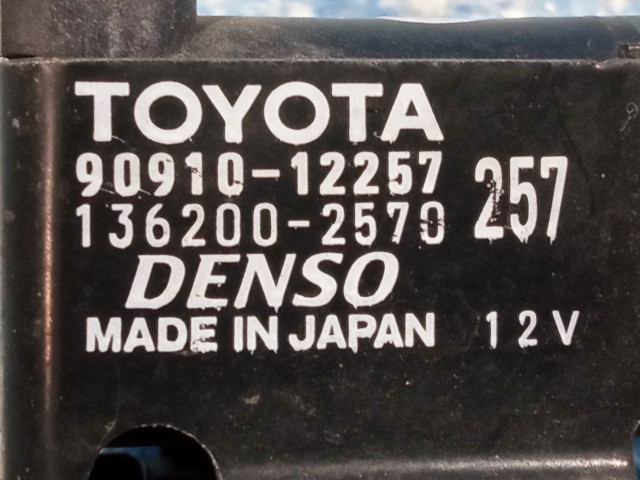 TOYOTA
90910-12257 257
136200-2570
DENSO
MADE IN JAPAN 12V